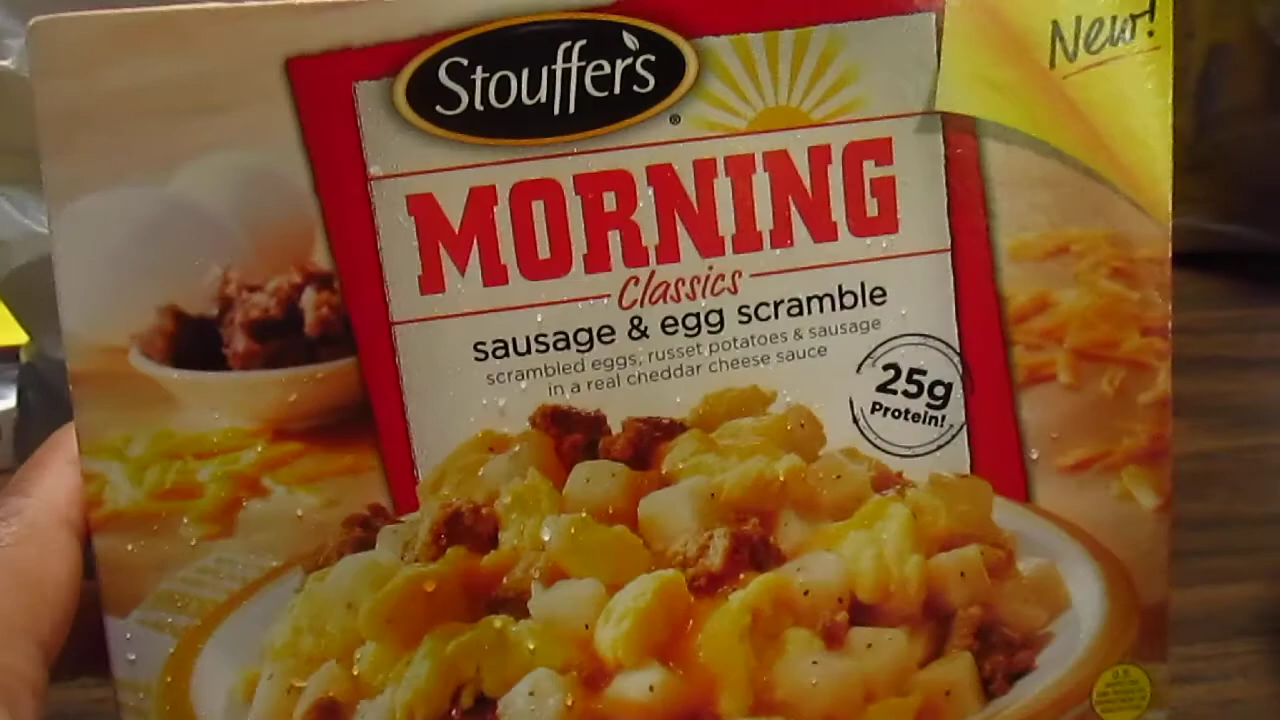 New!
Stouffer's
®
MORNING
Classics
sausage & egg scramble
scrambled eggs, russet potatoes & sausage
in a real cheddar cheese sauce
25g
Protein!